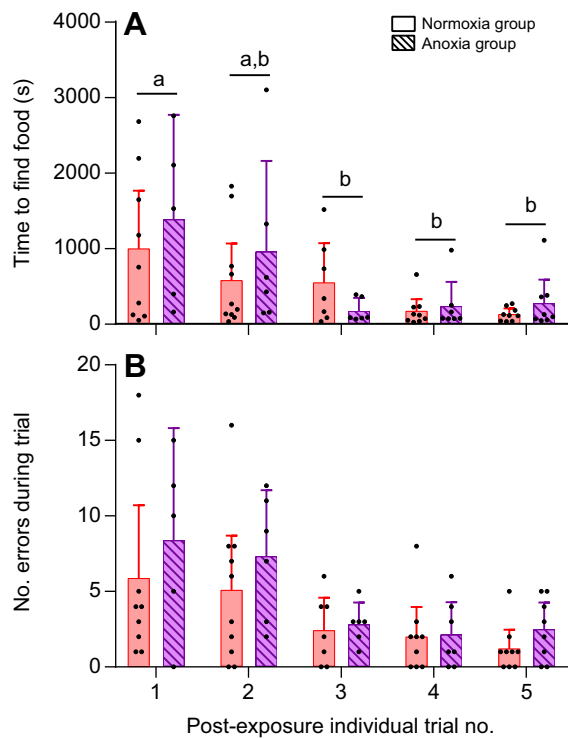 A
Normoxia group
Anoxia group
Time to find food (s)
4000
3000
2000
1000
0
a
a,b
b
b
b
B
No. errors during trial
20
15
10
5
0
1 2 3 4 5
Post-exposure individual trial no.